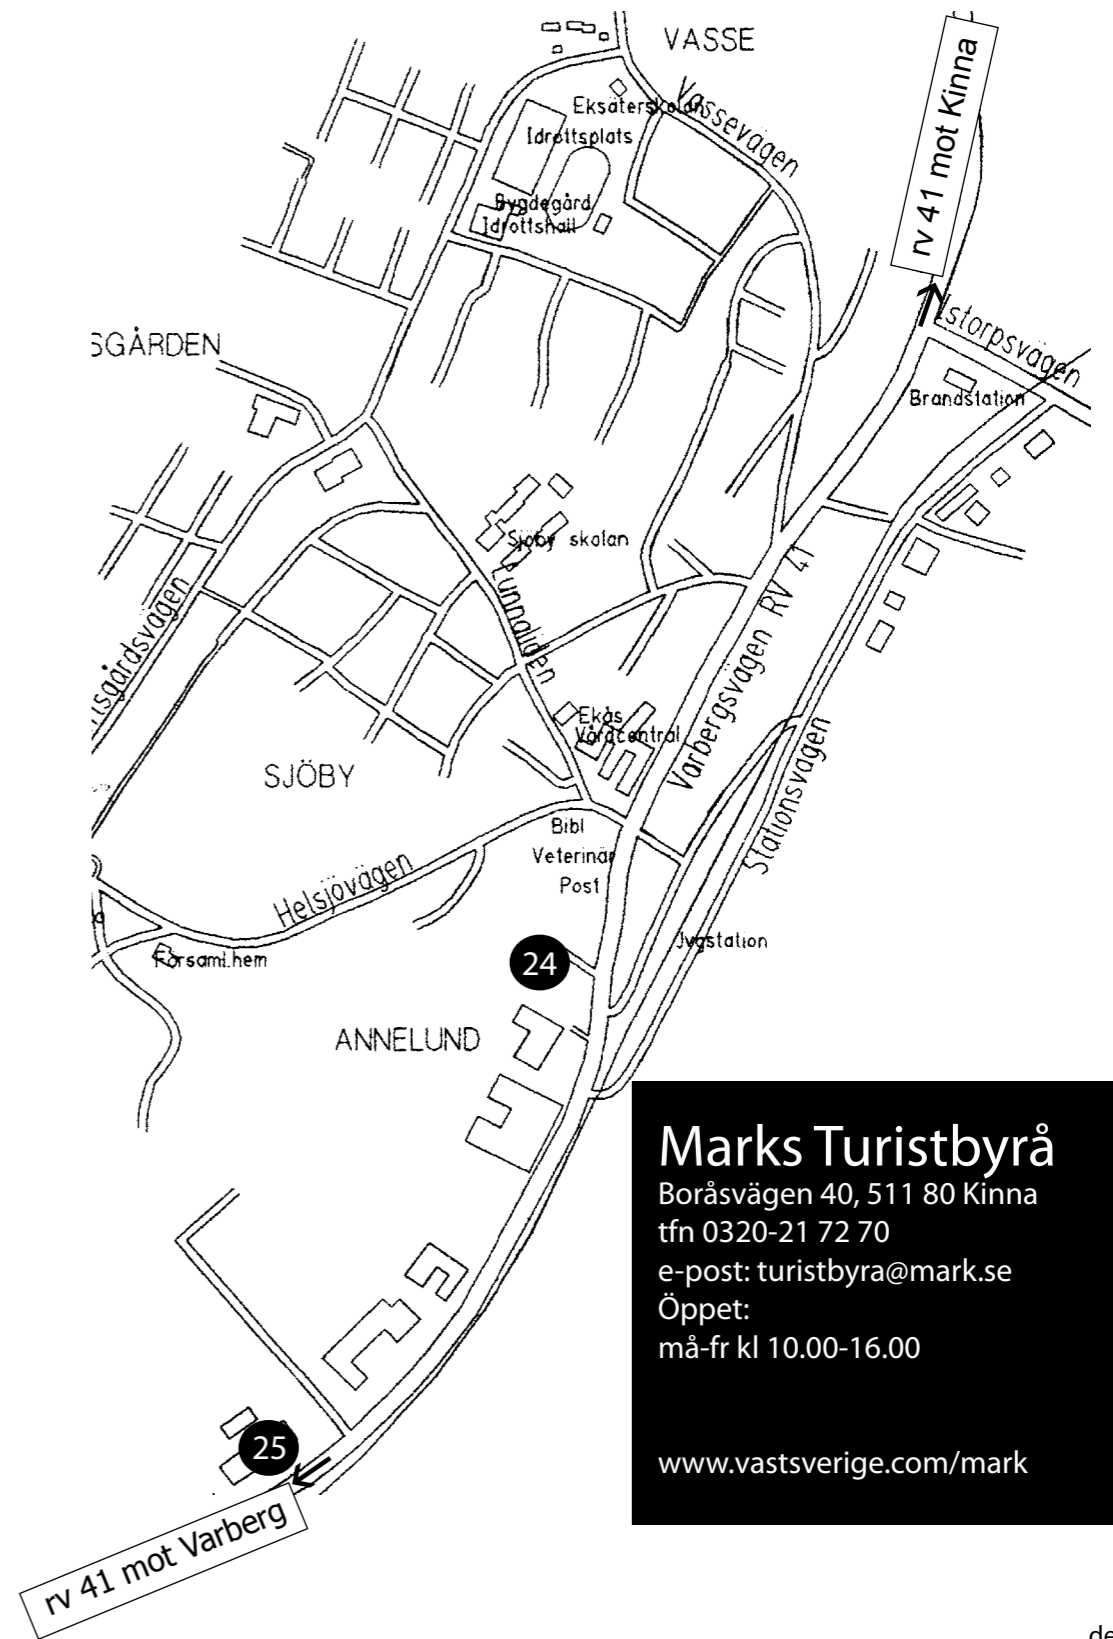 VASSE
Vassevägen
Eksäterskolan
Idrottsplats
Bygdegård
Idrottshall
rv 41 mot Kinna
Istorpsvägen
SGÅRDEN
Brandstation
Sjöby skolan
Lunnaliden
Varbergsvägen RV 41
Ekås
Vårdcentral
SJÖBY
Stationsvägen
Bibl
Veterinär
Post
Helsjövägen
Jvgstation
Församl.hem
24
ANNELUND
Marks Turistbyrå
Boråsvägen 40, 511 80 Kinna
tfn 0320-21 72 70
e-post: turistbyra@mark.se
Öppet:
må-fr kl 10.00-16.00
www.vastsverige.com/mark
25
rv 41 mot Varberg
de